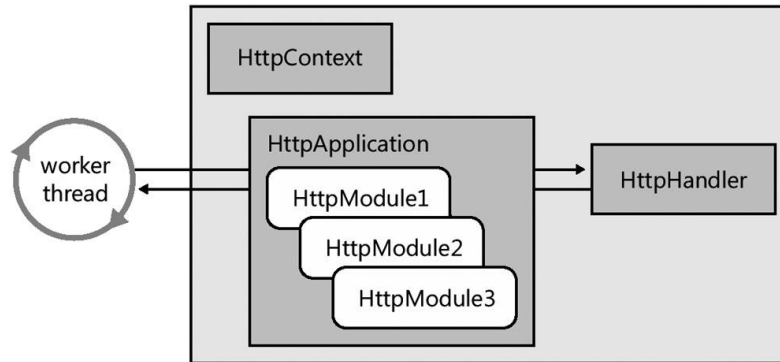 HttpContext
HttpApplication
worker
thread
HttpHandler
HttpModule1
HttpModule2
HttpModule3